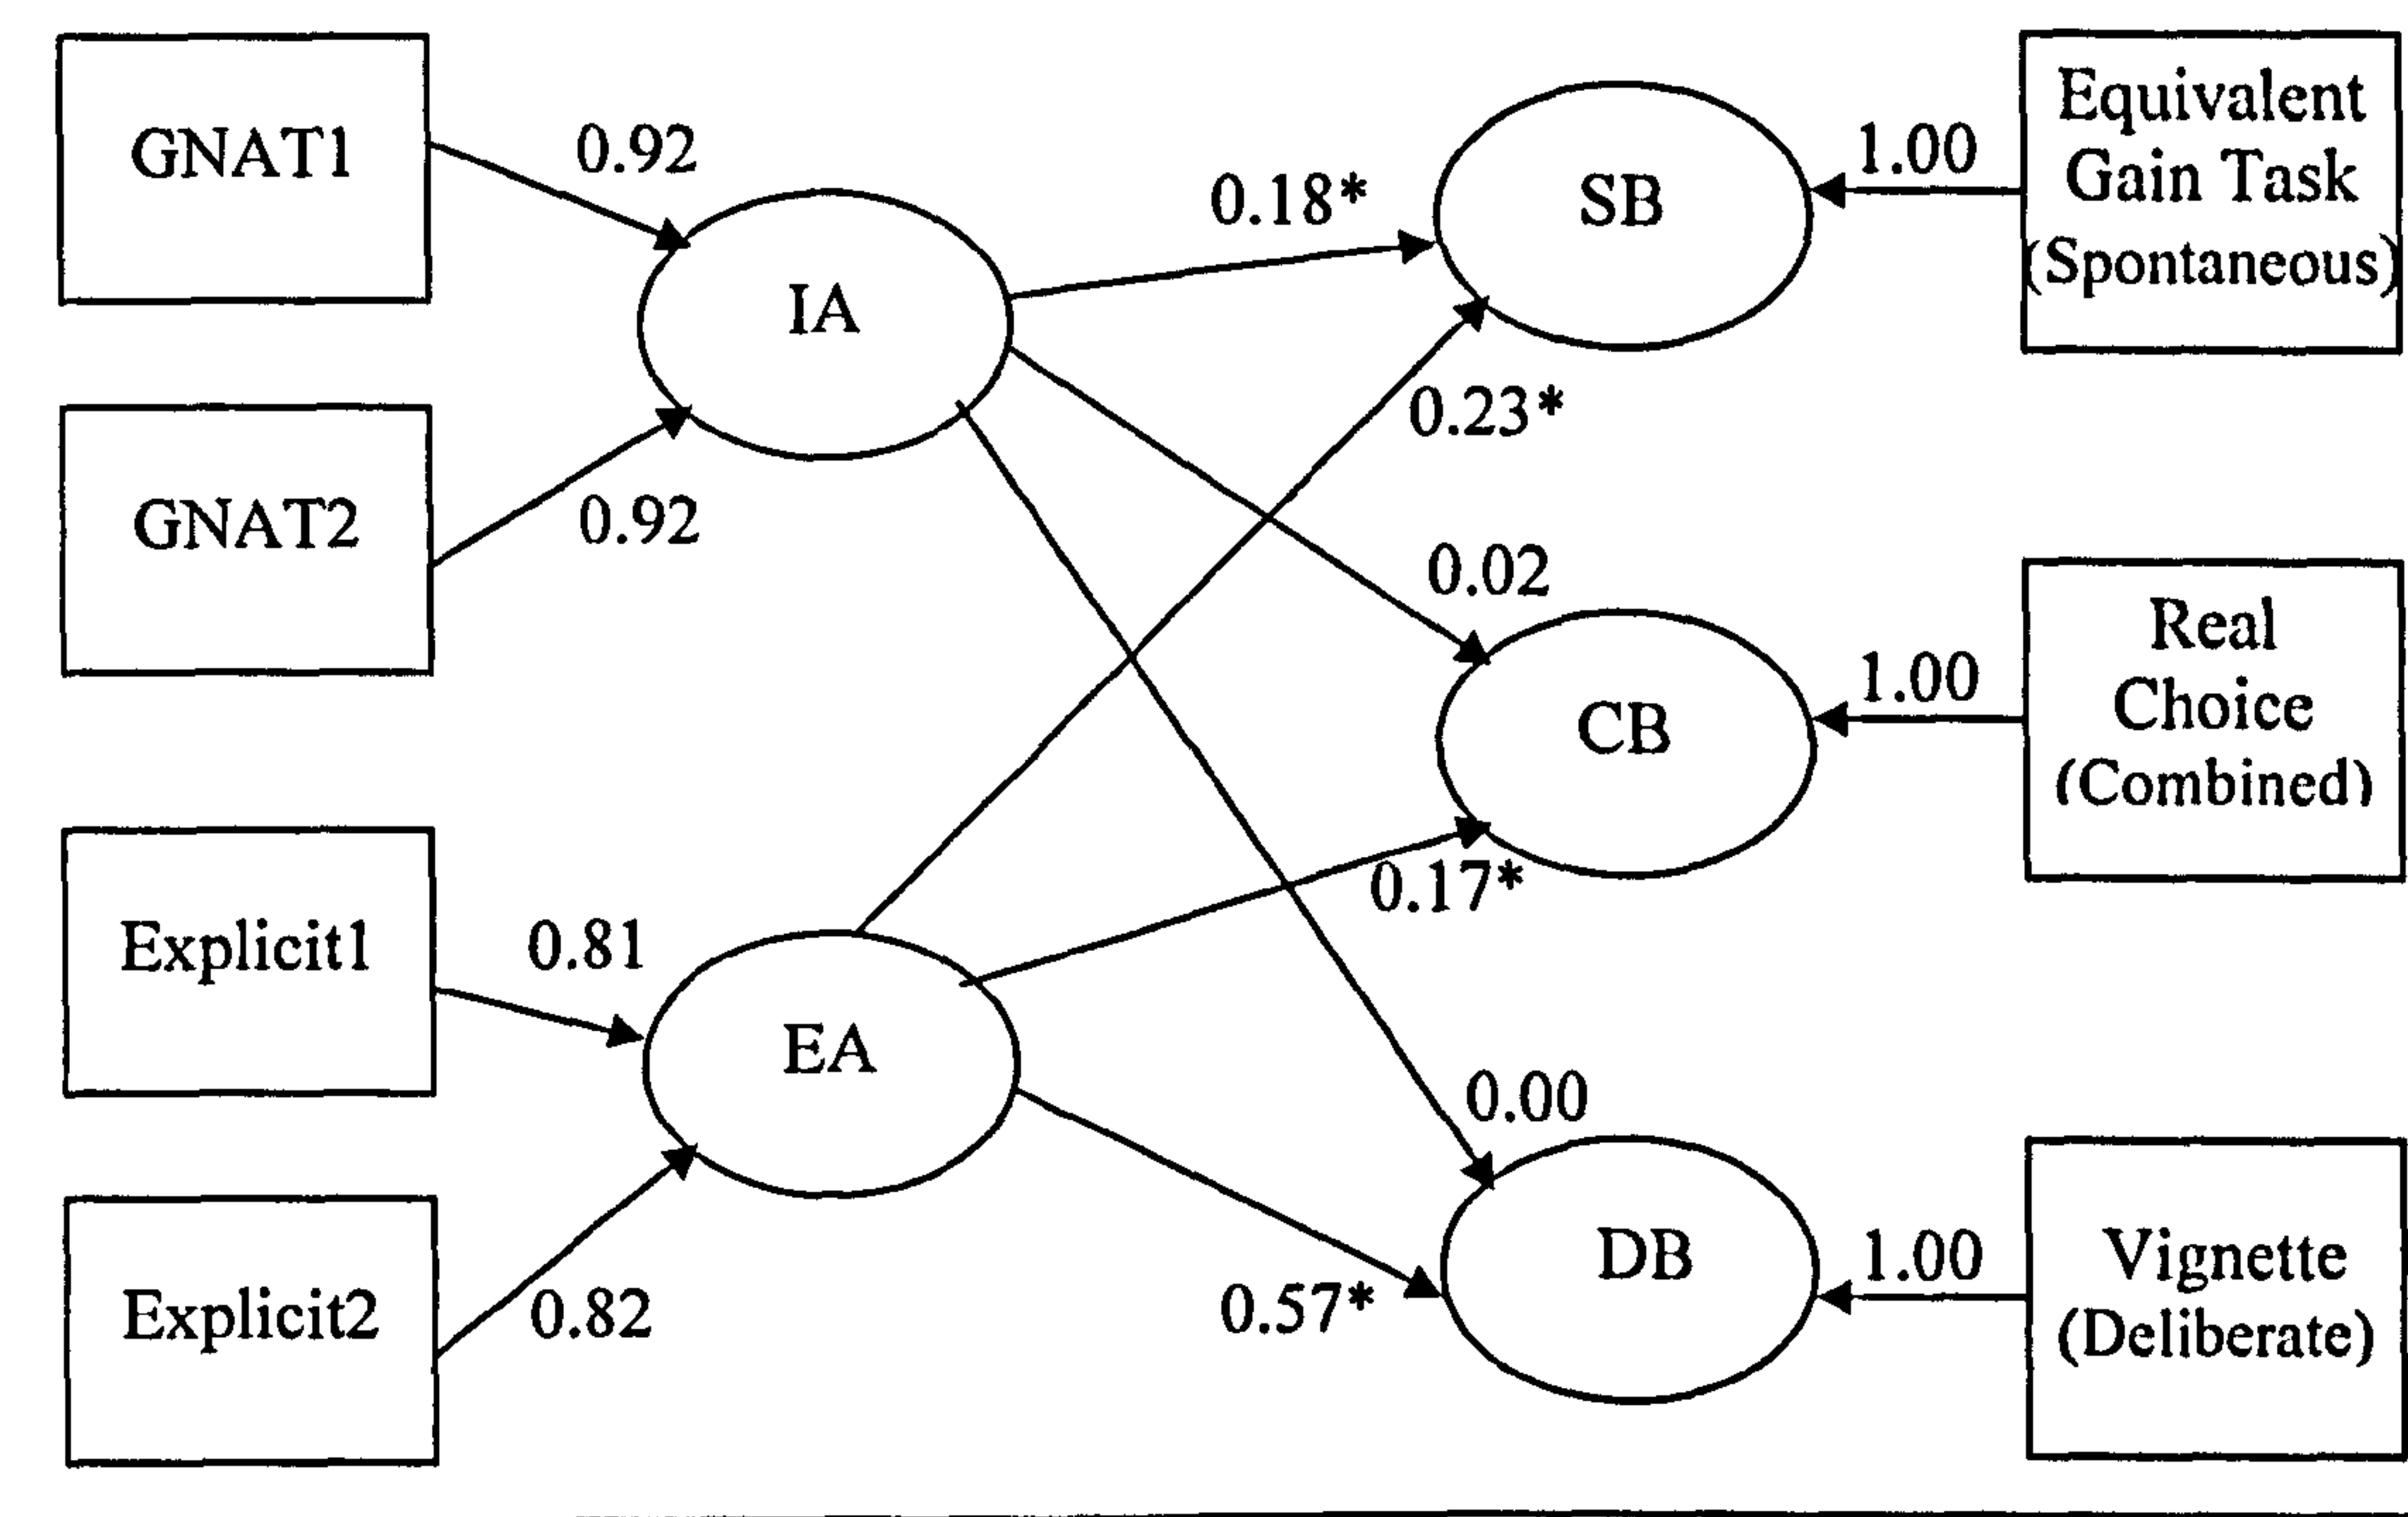 GNAT1
0.92
GNAT2
0.92
Explicit1
0.81
Explicit2
0.82
IA
EA
0.18*
0.23*
0.02
0.17*
0.00
0.57*
SB
CB
DB
1.00
Equivalent
Gain Task
(Spontaneous)
1.00
Real
Choice
(Combined)
1.00
Vignette
(Deliberate)